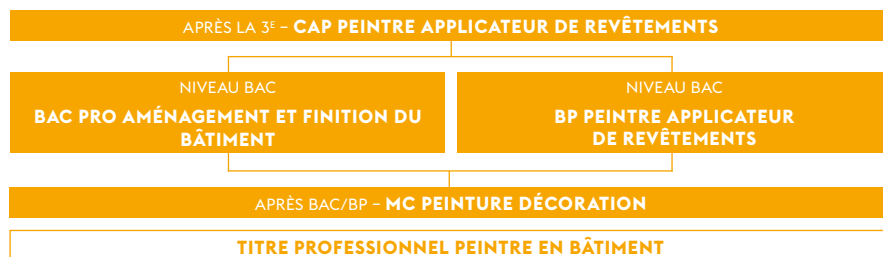 APRÈS LA 3E – CAP PEINTRE APPLICATEUR DE REVÊTEMENTS
NIVEAU BAC
BAC PRO AMÉNAGEMENT ET FINITION DU
BÂTIMENT
NIVEAU BAC
BP PEINTRE APPLICATEUR
DE REVÊTEMENTS
APRÈS BAC/BP – MC PEINTURE DÉCORATION
TITRE PROFESSIONNEL PEINTRE EN BÂTIMENT